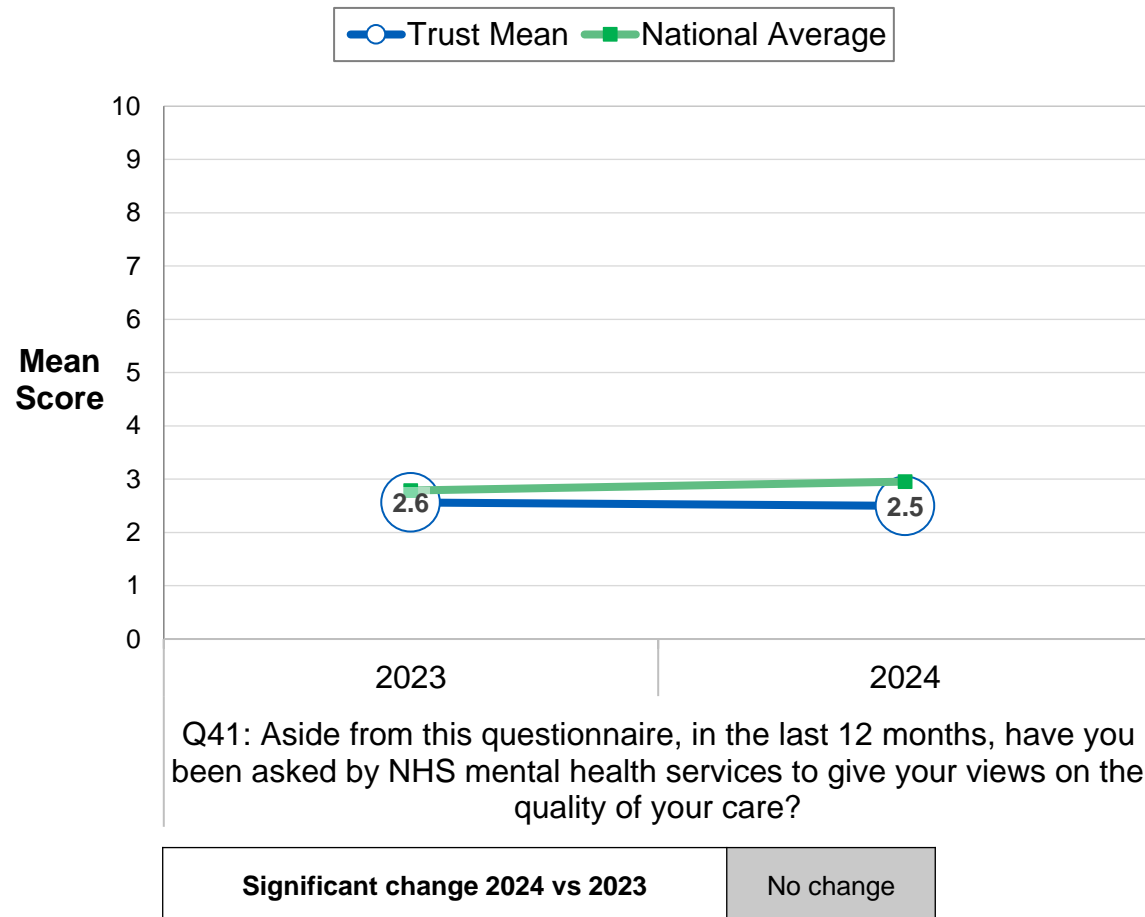 Trust Mean National Average
10
9
8
7
6
5
4
3
2
1
0
Mean
Score
2.6 2.5
2023 2024
Q41: Aside from this questionnaire, in the last 12 months, have you
been asked by NHS mental health services to give your views on the
quality of your care?
Significant change 2024 vs 2023 No change